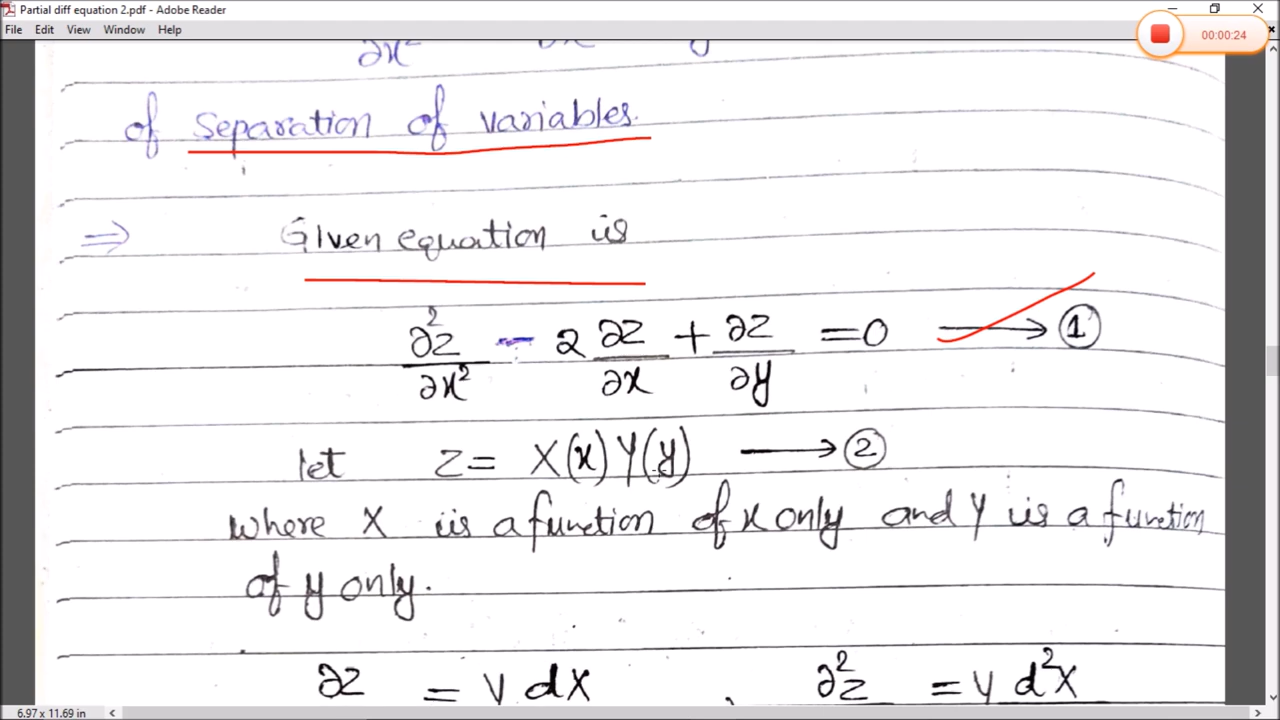 Partial diff equation 2.pdf - Adobe Reader
File Edit View Window Help
00:00:24
∂x²
of separation of variables.
⇒ Given equation is
∂²z/∂x² - 2 ∂z/∂x + ∂z/∂y = 0 → ①
let z = X(x) Y(y) → ②
where X iis a function of x only and Y is a function
of y only.
∂z = Y dX , ∂²z = Y d²X
6.97 x 11.69 in